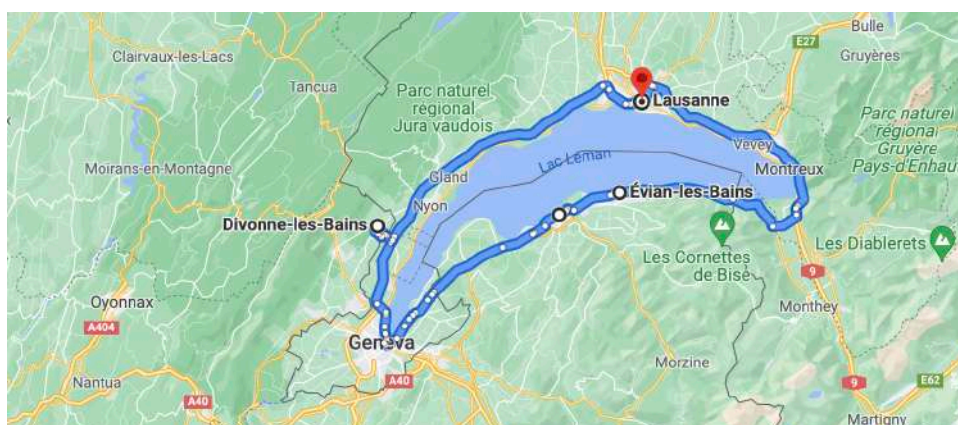 Clairvaux-les-Lacs
Tancua
Parc naturel
régional
Jura vaudois
Moirans-en-Montagne
Oyonnax
A404
Nantua
A40
Divonne-les-Bains
Gland
Nyon
Geneva
A40
Lac Léman
Lausanne
Évian-les-Bains
Les Cornettes
de Bise
Morzine
E27
Bulle
Gruyères
Parc naturel
régional
Gruyère
Pays-d'Enhaut
Vevey
Montreux
Les Diablerets
9
Monthey
9
E62
Martigny